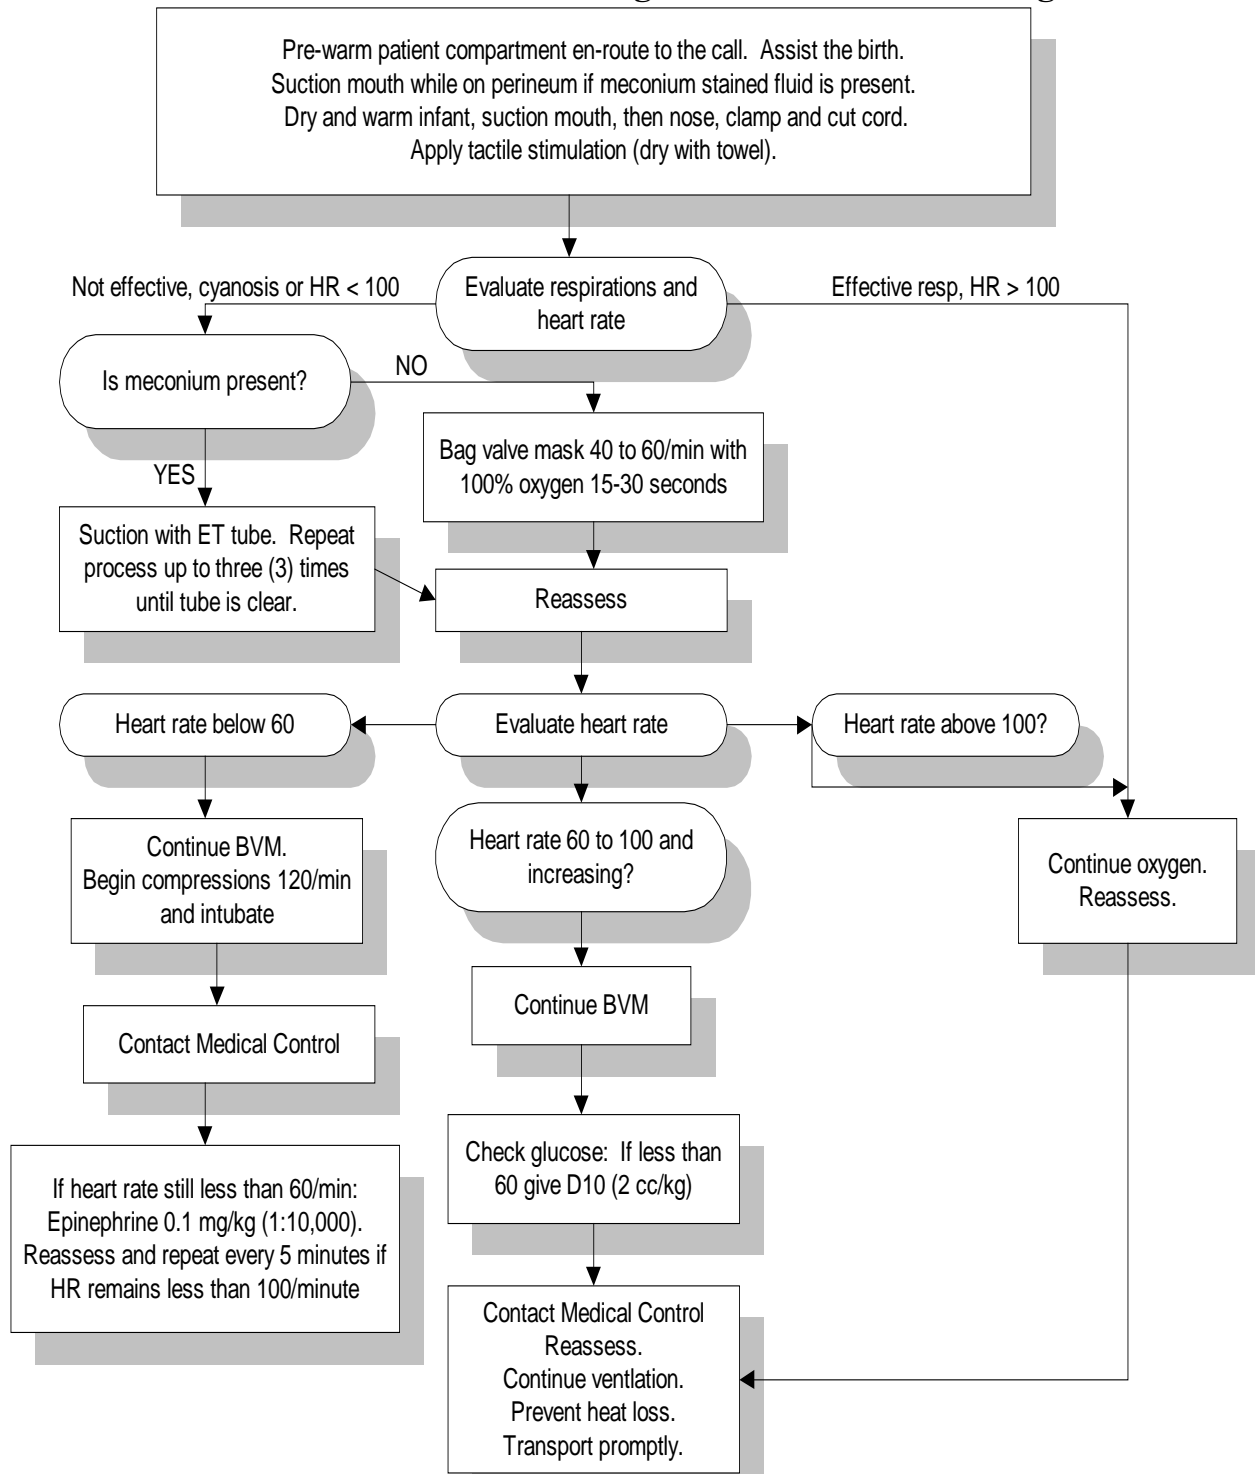 Pre-warm patient compartment en-route to the call. Assist the birth.
Suction mouth while on perineum if meconium stained fluid is present.
Dry and warm infant, suction mouth, then nose, clamp and cut cord.
Apply tactile stimulation (dry with towel).
Not effective, cyanosis or HR < 100
Evaluate respirations and
heart rate
Effective resp, HR > 100
Is meconium present?
NO
YES
Bag valve mask 40 to 60/min with
100% oxygen 15-30 seconds
Suction with ET tube. Repeat
process up to three (3) times
until tube is clear.
Reassess
Heart rate below 60
Evaluate heart rate
Heart rate above 100?
Continue BVM.
Begin compressions 120/min
and intubate
Heart rate 60 to 100 and
increasing?
Continue oxygen.
Reassess.
Continue BVM
Contact Medical Control
Check glucose: If less than
60 give D10 (2 cc/kg)
If heart rate still less than 60/min:
Epinephrine 0.1 mg/kg (1:10,000).
Reassess and repeat every 5 minutes if
HR remains less than 100/minute
Contact Medical Control
Reassess.
Continue ventlation.
Prevent heat loss.
Transport promptly.